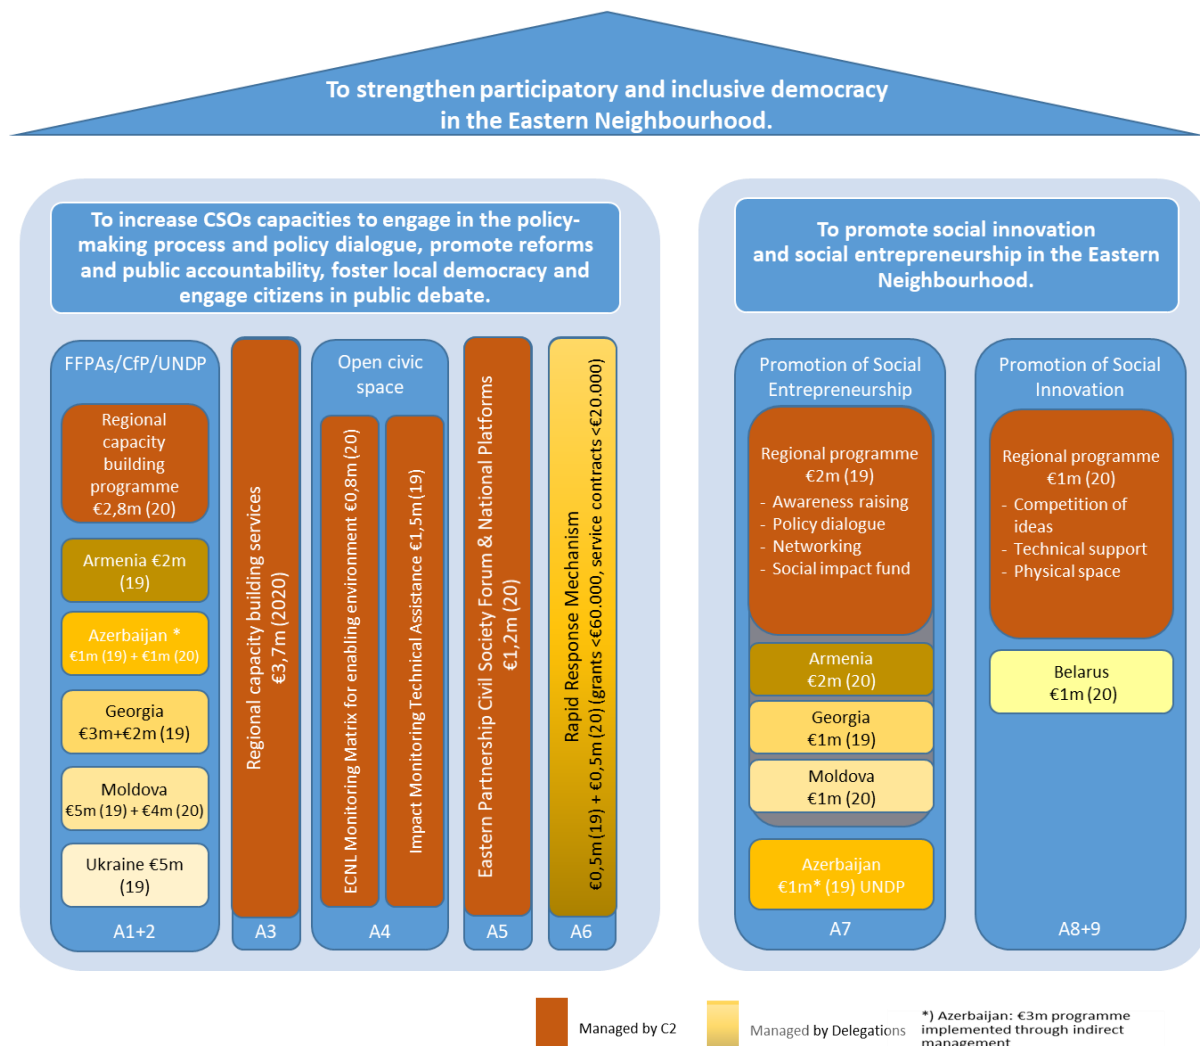 To strengthen participatory and inclusive democracy
in the Eastern Neighbourhood.
To increase CSOs capacities to engage in the policy-
making process and policy dialogue, promote reforms
and public accountability, foster local democracy and
engage citizens in public debate.
FFPAs/CfP/UNDP
Regional
capacity
building
programme
€2,8m (20)
Armenia €2m
(19)
Azerbaijan *
€1m (19) + €1m (20)
Georgia
€3m+€2m (19)
Moldova
€5m (19) + €4m (20)
Ukraine €5m
(19)
A1+2
Regional capacity building services
€3,7m (2020)
A3
Open civic
space
ECNL Monitoring Matrix for enabling environment €0,8m (20)
Impact Monitoring Technical Assistance €1,5m (19)
A4
Eastern Partnership Civil Society Forum & National Platforms
€1,2m (20)
A5
Rapid Response Mechanism
€0,5m (19) + €0,5m (20) (grants <€60.000, service contracts <€20.000)
A6
To promote social innovation
and social entrepreneurship in the Eastern
Neighbourhood.
Promotion of Social
Entrepreneurship
Regional programme
€2m (19)
- Awareness raising
- Policy dialogue
- Networking
- Social impact fund
Armenia
€2m (20)
Georgia
€1m (19)
Moldova
€1m (20)
Azerbaijan
€1m* (19) UNDP
A7
Promotion of Social
Innovation
Regional programme
€1m (20)
- Competition of
ideas
- Technical support
- Physical space
Belarus
€1m (20)
A8+9
Managed by C2
Managed by Delegations
*) Azerbaijan: €3m programme
implemented through indirect
management